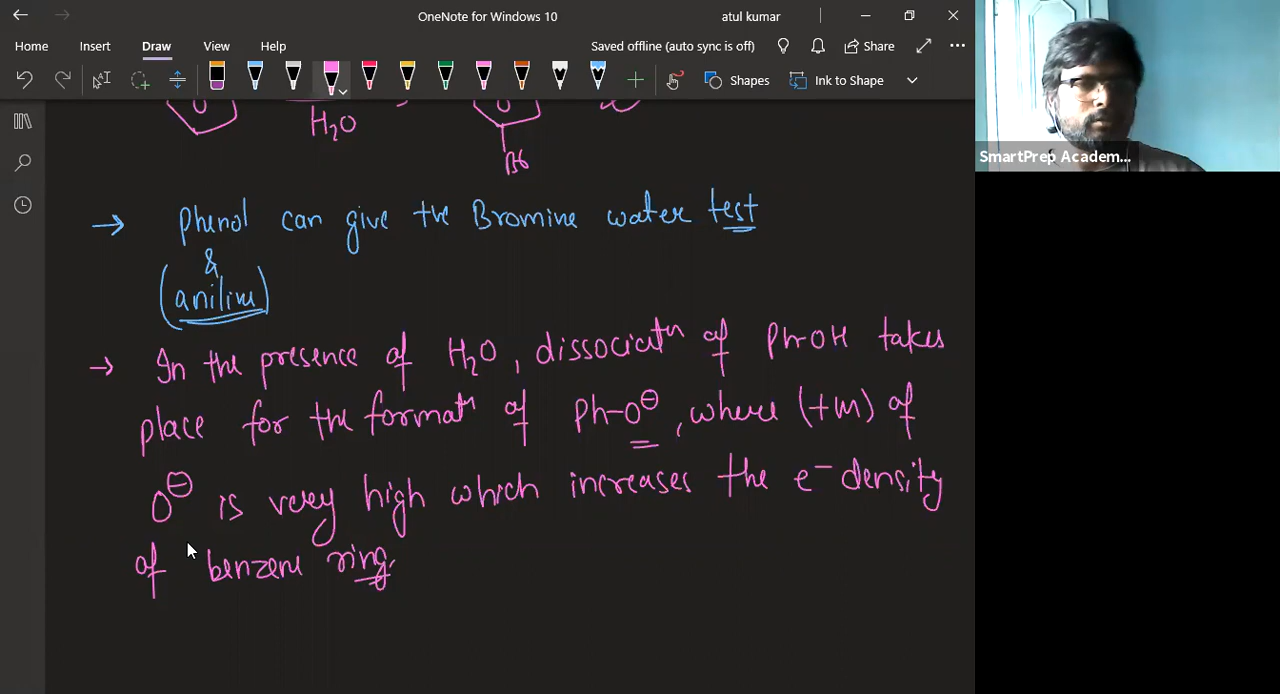 OneNote for Windows 10
atul kumar
Home Insert Draw View Help
Saved offline (auto sync is off)
Share
Shapes
Ink to Shape
SmartPrep Academ...
H₂O
Br
→ Phenol can give the Bromine water test
&
(aniline)
→ In the presence of H₂O, dissociatⁿ of Ph-OH takes
place for the formatⁿ of Ph-O⊖, where (+m) of
O⊖ is very high which increases the e⁻ density
of benzene ring.